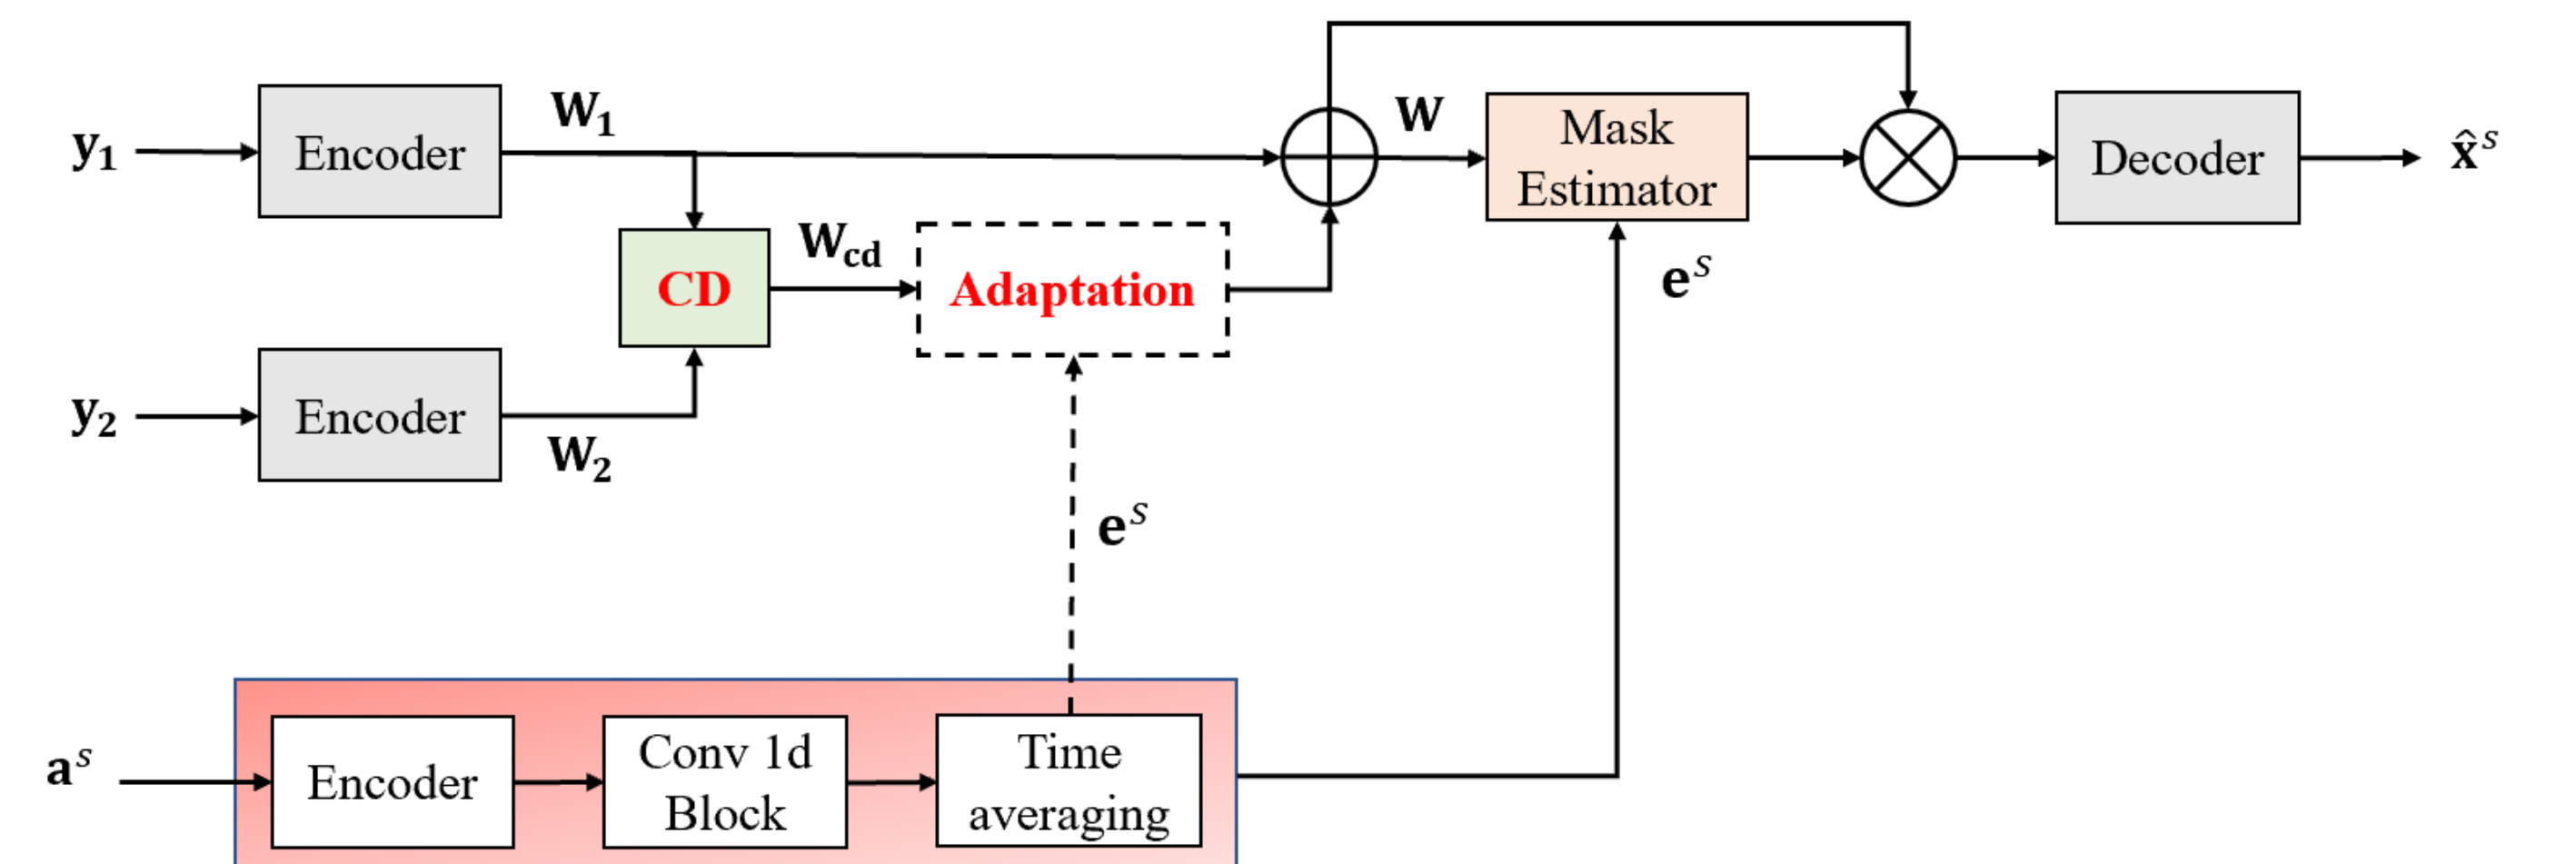 y₁
Encoder
W₁
W
Mask
Estimator
Decoder
x̂ˢ
CD
W_cd
Adaptation
eˢ
y₂
Encoder
W₂
eˢ
aˢ
Encoder
Conv 1d
Block
Time
averaging